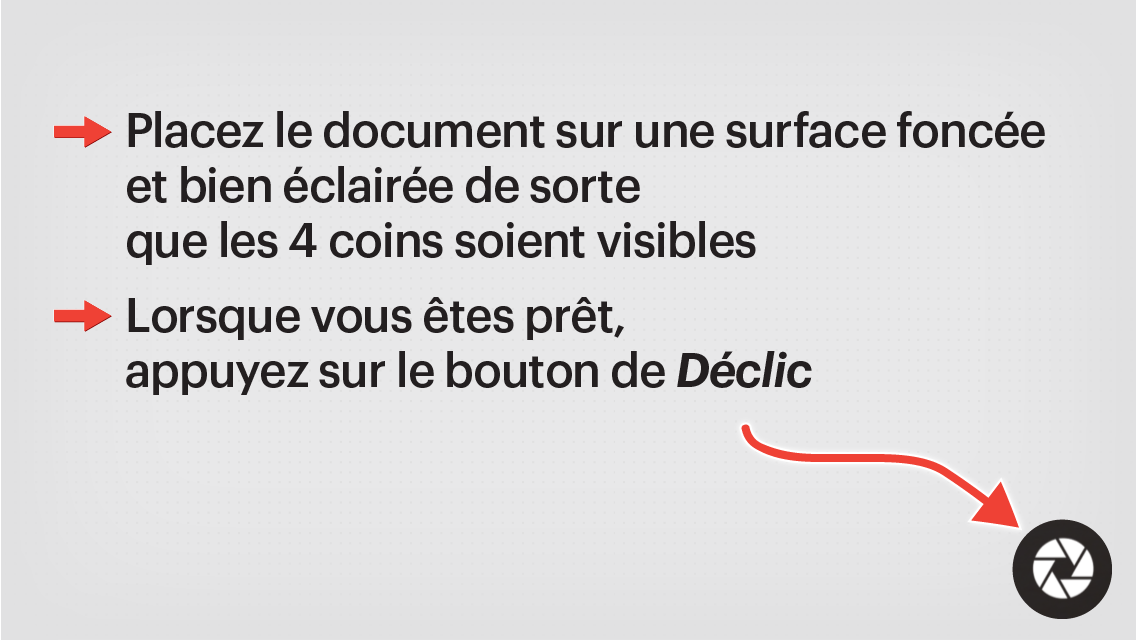 Placez le document sur une surface foncée
et bien éclairée de sorte
que les 4 coins soient visibles
Lorsque vous êtes prêt,
appuyez sur le bouton de Déclic